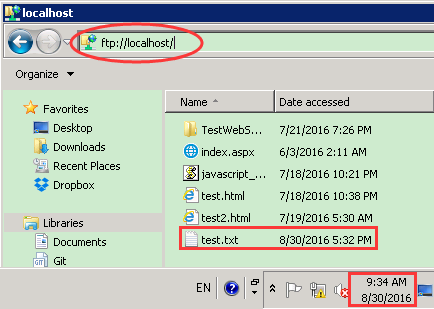 localhost
ftp://localhost/
Organize
Favorites
Desktop
Downloads
Recent Places
Dropbox
Libraries
Documents
Git
Name Date accessed
TestWebS... 7/21/2016 7:26 PM
index.aspx 6/3/2016 2:11 AM
javascript_... 7/18/2016 10:21 PM
test.html 7/18/2016 10:38 PM
test2.html 7/19/2016 5:30 AM
test.txt 8/30/2016 5:32 PM
EN
9:34 AM
8/30/2016